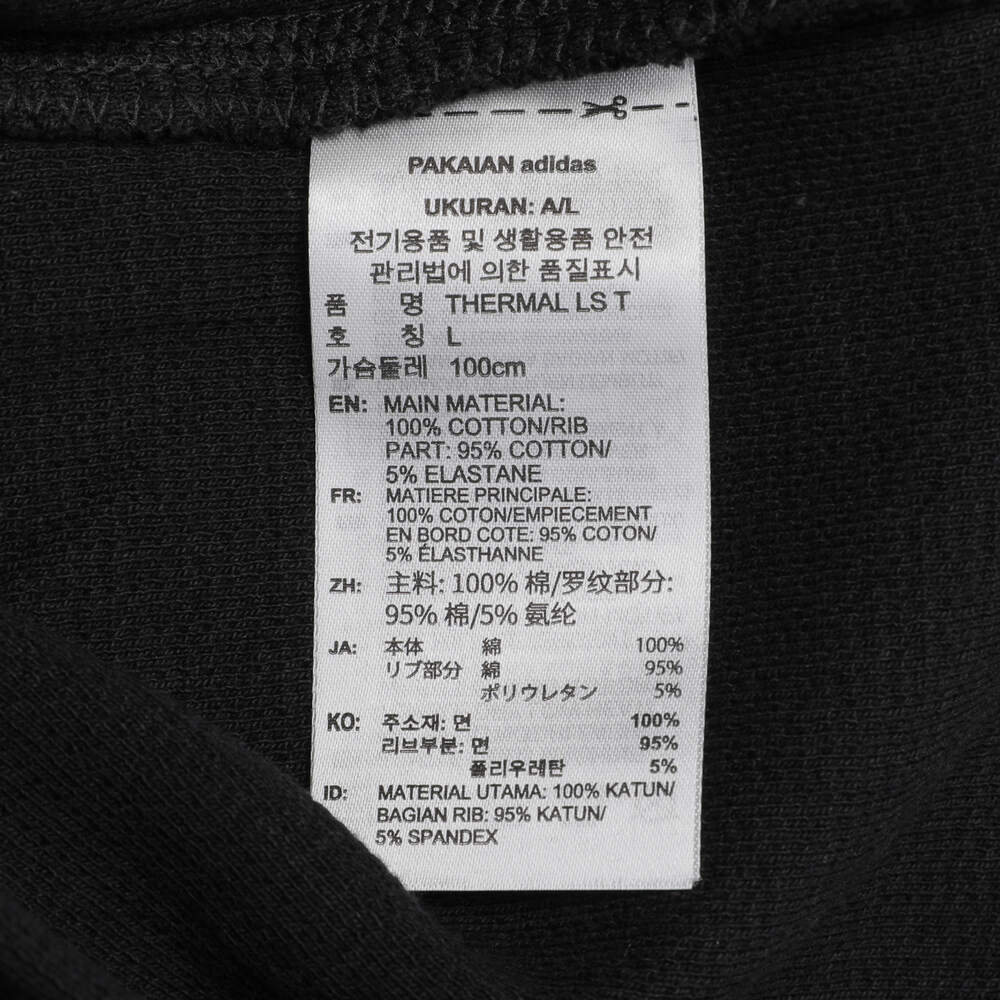 PAKAIAN adidas
UKURAN: A/L
전기용품 및 생활용품 안전
관리법에 의한 품질표시
품 명 THERMAL LS T
호 칭 L
가슴둘레 100cm
EN: MAIN MATERIAL:
100% COTTON/RIB
PART: 95% COTTON/
5% ELASTANE
FR: MATIERE PRINCIPALE:
100% COTON/EMPIECEMENT
EN BORD COTE: 95% COTON/
5% ÉLASTHANNE
ZH: 主料: 100% 棉/罗纹部分:
95% 棉/5% 氨纶
JA: 本体 綿 100%
リブ部分 綿 95%
ポリウレタン 5%
KO: 주소재: 면 100%
리브부분: 면 95%
폴리우레탄 5%
ID: MATERIAL UTAMA: 100% KATUN/
BAGIAN RIB: 95% KATUN/
5% SPANDEX